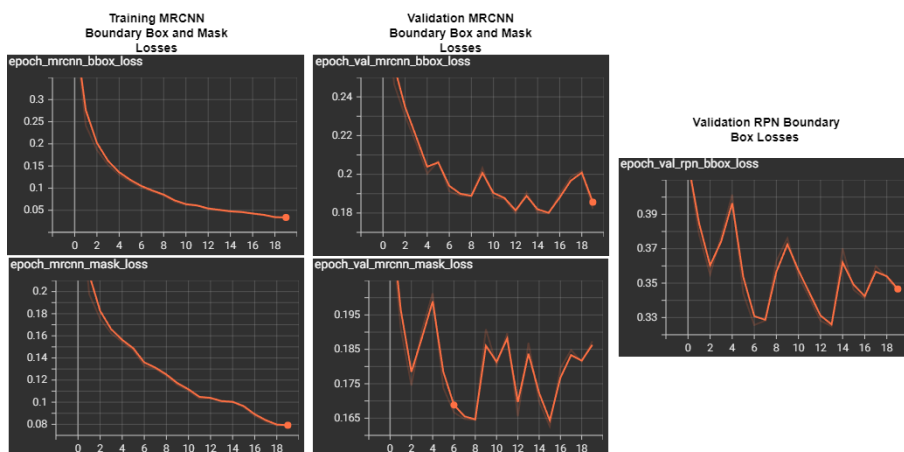 Training MRCNN
Boundary Box and Mask
Losses
epoch_mrcnn_bbox_loss
0.3
0.25
0.2
0.15
0.1
0.05
0 2 4 6 8 10 12 14 16 18
epoch_mrcnn_mask_loss
0.2
0.18
0.16
0.14
0.12
0.1
0.08
0 2 4 6 8 10 12 14 16 18
Validation MRCNN
Boundary Box and Mask
Losses
epoch_val_mrcnn_bbox_loss
0.24
0.22
0.2
0.18
0 2 4 6 8 10 12 14 16 18
epoch_val_mrcnn_mask_loss
0.195
0.185
0.175
0.165
0 2 4 6 8 10 12 14 16 18
Validation RPN Boundary
Box Losses
epoch_val_rpn_bbox_loss
0.39
0.37
0.35
0.33
0 2 4 6 8 10 12 14 16 18